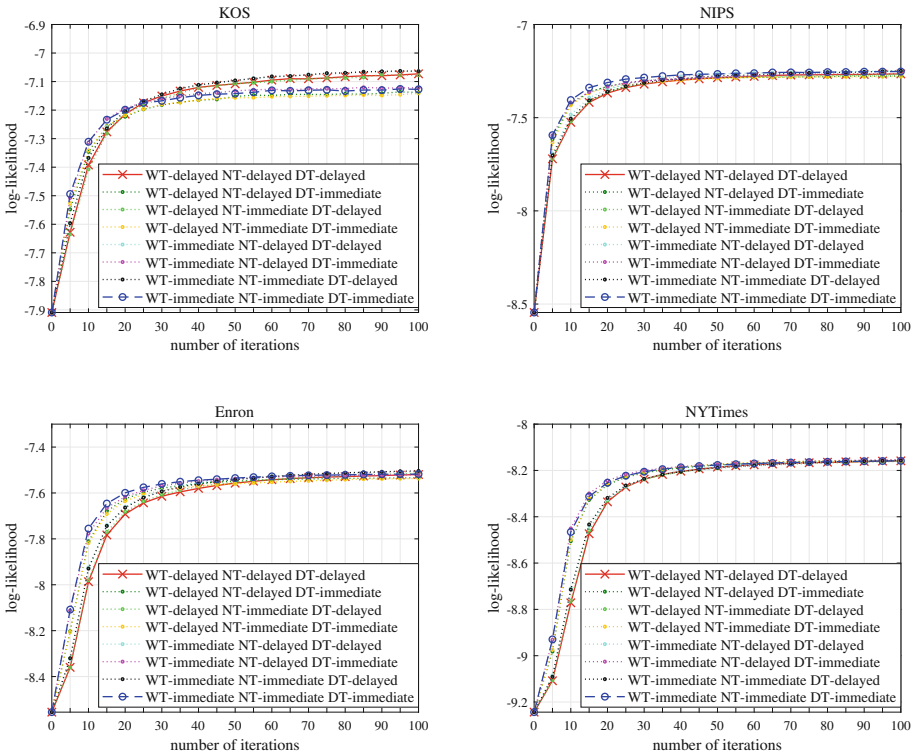 KOS
-6.9
-7
-7.1
-7.2
-7.3
-7.4
-7.5
-7.6
-7.7
-7.8
-7.9
log-likelihood
WT-delayed NT-delayed DT-delayed
WT-delayed NT-delayed DT-immediate
WT-delayed NT-immediate DT-delayed
WT-delayed NT-immediate DT-immediate
WT-immediate NT-delayed DT-delayed
WT-immediate NT-delayed DT-immediate
WT-immediate NT-immediate DT-delayed
WT-immediate NT-immediate DT-immediate
0 10 20 30 40 50 60 70 80 90 100
number of iterations
NIPS
-7
-7.5
-8
-8.5
log-likelihood
WT-delayed NT-delayed DT-delayed
WT-delayed NT-delayed DT-immediate
WT-delayed NT-immediate DT-delayed
WT-delayed NT-immediate DT-immediate
WT-immediate NT-delayed DT-delayed
WT-immediate NT-delayed DT-immediate
WT-immediate NT-immediate DT-delayed
WT-immediate NT-immediate DT-immediate
0 10 20 30 40 50 60 70 80 90 100
number of iterations
Enron
-7.4
-7.6
-7.8
-8
-8.2
-8.4
log-likelihood
WT-delayed NT-delayed DT-delayed
WT-delayed NT-delayed DT-immediate
WT-delayed NT-immediate DT-delayed
WT-delayed NT-immediate DT-immediate
WT-immediate NT-delayed DT-delayed
WT-immediate NT-delayed DT-immediate
WT-immediate NT-immediate DT-delayed
WT-immediate NT-immediate DT-immediate
0 10 20 30 40 50 60 70 80 90 100
number of iterations
NYTimes
-8
-8.2
-8.4
-8.6
-8.8
-9
-9.2
log-likelihood
WT-delayed NT-delayed DT-delayed
WT-delayed NT-delayed DT-immediate
WT-delayed NT-immediate DT-delayed
WT-delayed NT-immediate DT-immediate
WT-immediate NT-delayed DT-delayed
WT-immediate NT-delayed DT-immediate
WT-immediate NT-immediate DT-delayed
WT-immediate NT-immediate DT-immediate
0 10 20 30 40 50 60 70 80 90 100
number of iterations